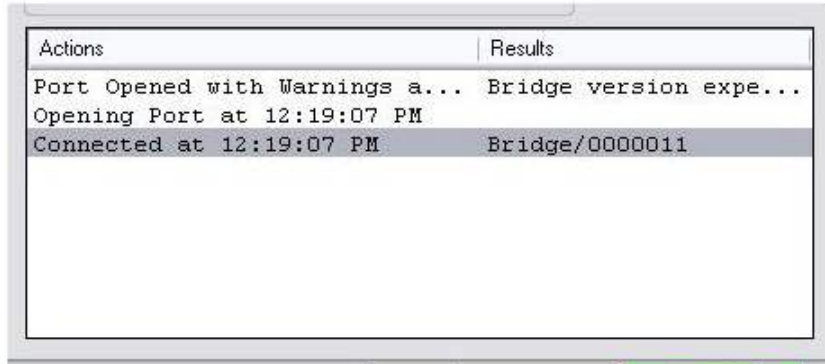 Actions Results
Port Opened with Warnings a... Bridge version expe...
Opening Port at 12:19:07 PM
Connected at 12:19:07 PM Bridge/0000011